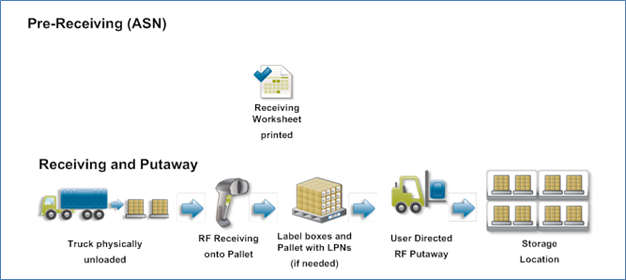 Pre-Receiving (ASN)
Receiving
Worksheet
printed
Receiving and Putaway
Truck physically
unloaded
RF Receiving
onto Pallet
Label boxes and
Pallet with LPNs
(if needed)
User Directed
RF Putaway
Storage
Location